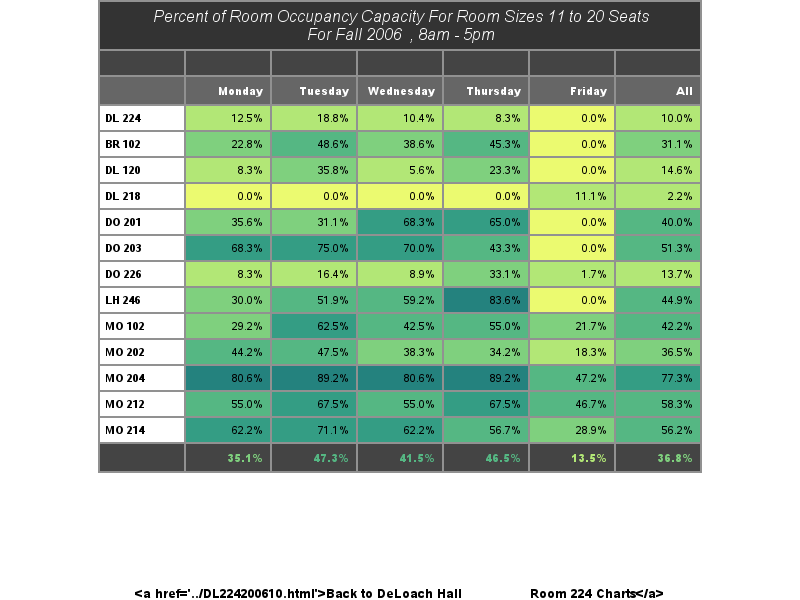 Percent of Room Occupancy Capacity For Room Sizes 11 to 20 Seats
For Fall 2006 , 8am - 5pm
Monday Tuesday Wednesday Thursday Friday All
DL 224 12.5% 18.8% 10.4% 8.3% 0.0% 10.0%
BR 102 22.8% 48.6% 38.6% 45.3% 0.0% 31.1%
DL 120 8.3% 35.8% 5.6% 23.3% 0.0% 14.6%
DL 218 0.0% 0.0% 0.0% 0.0% 11.1% 2.2%
DO 201 35.6% 31.1% 68.3% 65.0% 0.0% 40.0%
DO 203 68.3% 75.0% 70.0% 43.3% 0.0% 51.3%
DO 226 8.3% 16.4% 8.9% 33.1% 1.7% 13.7%
LH 246 30.0% 51.9% 59.2% 83.6% 0.0% 44.9%
MO 102 29.2% 62.5% 42.5% 55.0% 21.7% 42.2%
MO 202 44.2% 47.5% 38.3% 34.2% 18.3% 36.5%
MO 204 80.6% 89.2% 80.6% 89.2% 47.2% 77.3%
MO 212 55.0% 67.5% 55.0% 67.5% 46.7% 58.3%
MO 214 62.2% 71.1% 62.2% 56.7% 28.9% 56.2%
35.1% 47.3% 41.5% 46.5% 13.5% 36.8%
<a href='../DL224200610.html'>Back to DeLoach Hall Room 224 Charts</a>